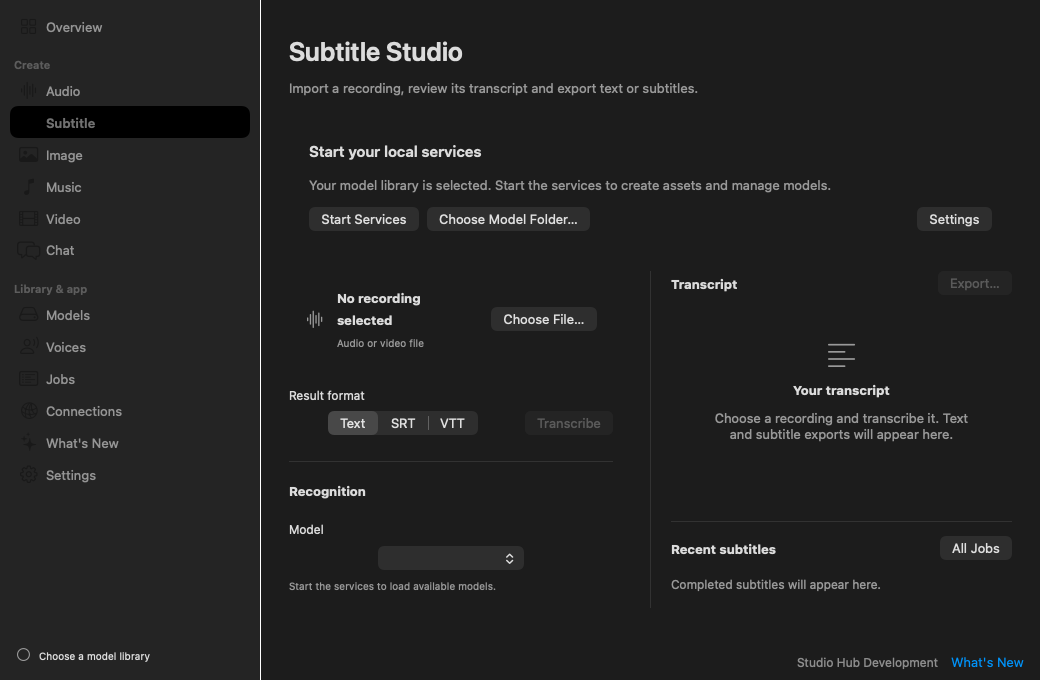 Overview
Create
Audio
Subtitle
Image
Music
Video
Chat
Library & app
Models
Voices
Jobs
Connections
What's New
Settings
Choose a model library
Subtitle Studio
Import a recording, review its transcript and export text or subtitles.
Start your local services
Your model library is selected. Start the services to create assets and manage models.
Start Services
Choose Model Folder...
Settings
No recording
selected
Audio or video file
Choose File...
Result format
Text
SRT
VTT
Transcribe
Recognition
Model
Start the services to load available models.
Transcript
Export...
Your transcript
Choose a recording and transcribe it. Text
and subtitle exports will appear here.
Recent subtitles
All Jobs
Completed subtitles will appear here.
Studio Hub Development
What's New